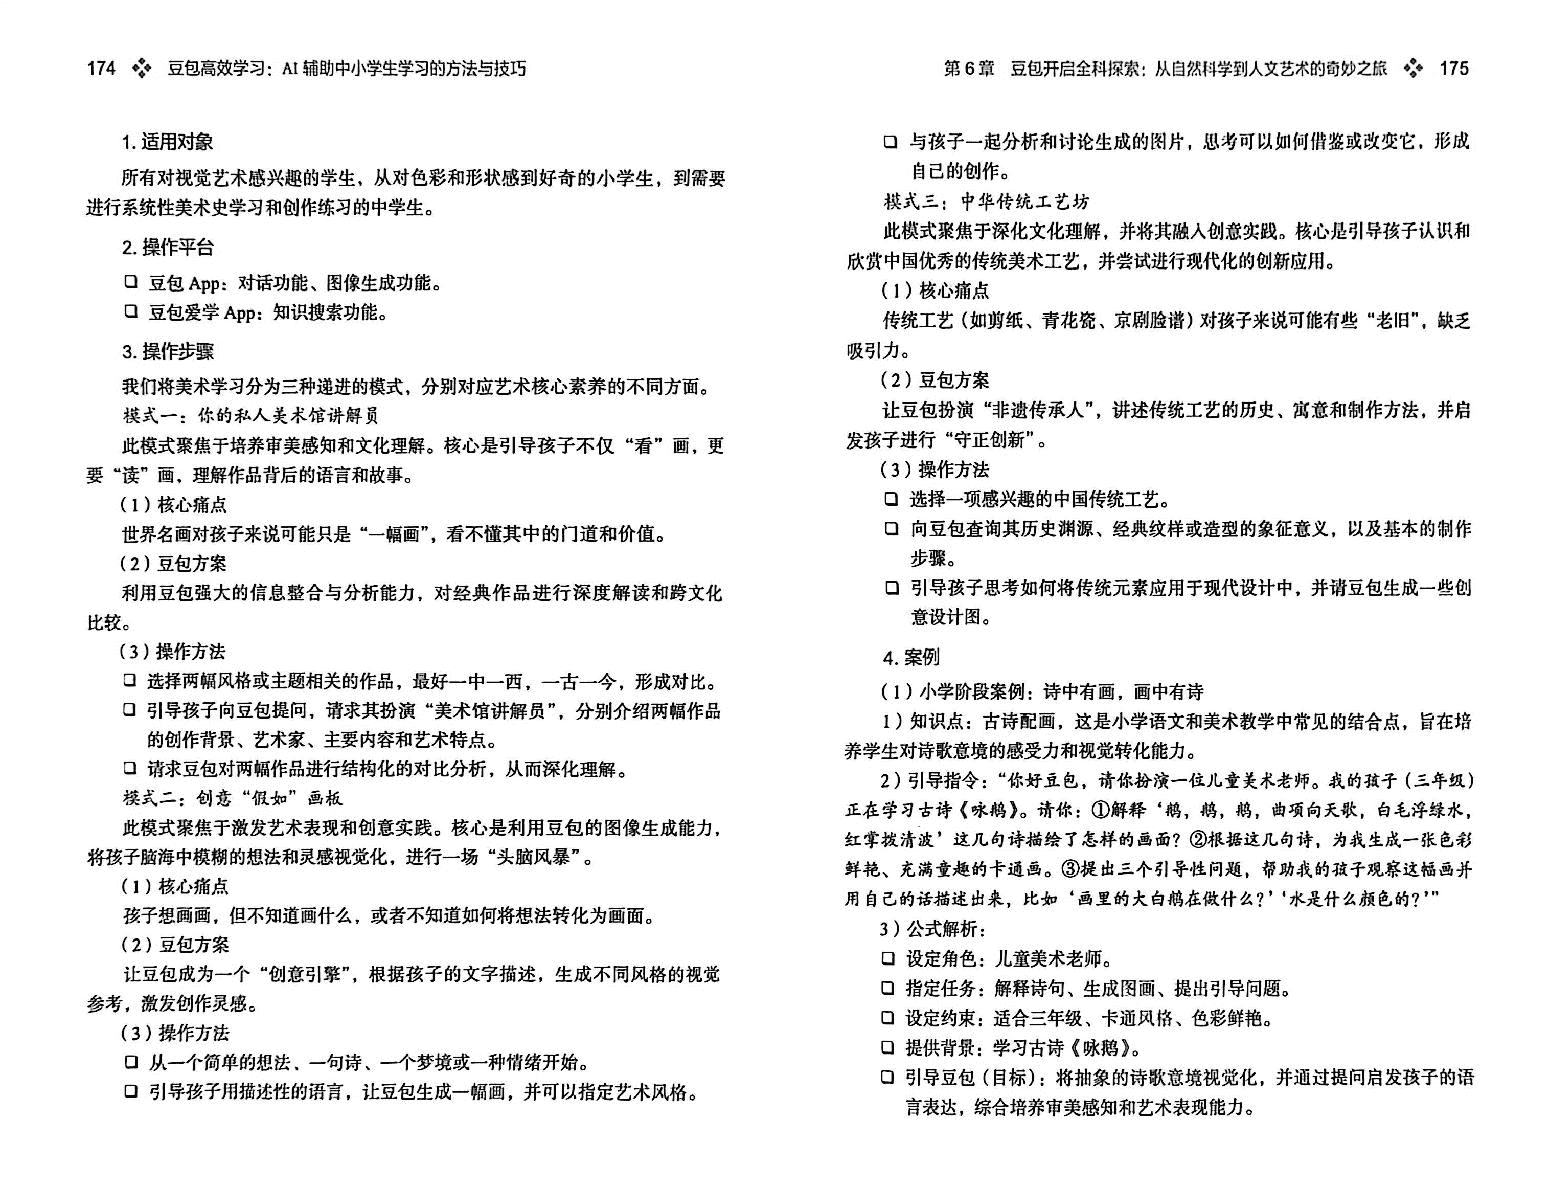 174 豆包高效学习：AI 辅助中小学生学习的方法与技巧
1. 适用对象
所有对视觉艺术感兴趣的学生，从对色彩和形状感到好奇的小学生，到需要
进行系统性美术史学习和创作练习的中学生。
2. 操作平台
❑ 豆包 App：对话功能、图像生成功能。
❑ 豆包爱学 App：知识搜索功能。
3. 操作步骤
我们将美术学习分为三种递进的模式，分别对应艺术核心素养的不同方面。
模式一：你的私人美术馆讲解员
此模式聚焦于培养审美感知和文化理解。核心是引导孩子不仅“看”画，更
要“读”画，理解作品背后的语言和故事。
（1）核心痛点
世界名画对孩子来说可能只是“一幅画”，看不懂其中的门道和价值。
（2）豆包方案
利用豆包强大的信息整合与分析能力，对经典作品进行深度解读和跨文化
比较。
（3）操作方法
❑ 选择两幅风格或主题相关的作品，最好一中一西，一古一今，形成对比。
❑ 引导孩子向豆包提问，请求其扮演“美术馆讲解员”，分别介绍两幅作品
的创作背景、艺术家、主要内容和艺术特点。
❑ 请求豆包对两幅作品进行结构化的对比分析，从而深化理解。
模式二：创意“假如”画板
此模式聚焦于激发艺术表现和创意实践。核心是利用豆包的图像生成能力，
将孩子脑海中模糊的想法和灵感视觉化，进行一场“头脑风暴”。
（1）核心痛点
孩子想画画，但不知道画什么，或者不知道如何将想法转化为画面。
（2）豆包方案
让豆包成为一个“创意引擎”，根据孩子的文字描述，生成不同风格的视觉
参考，激发创作灵感。
（3）操作方法
❑ 从一个简单的想法、一句诗、一个梦境或一种情绪开始。
❑ 引导孩子用描述性的语言，让豆包生成一幅画，并可以指定艺术风格。
第 6 章 豆包开启全科探索：从自然科学到人文艺术的奇妙之旅 175
❑ 与孩子一起分析和讨论生成的图片，思考可以如何借鉴或改变它，形成
自己的创作。
模式三：中华传统工艺坊
此模式聚焦于深化文化理解，并将其融入创意实践。核心是引导孩子认识和
欣赏中国优秀的传统美术工艺，并尝试进行现代化的创新应用。
（1）核心痛点
传统工艺（如剪纸、青花瓷、京剧脸谱）对孩子来说可能有些“老旧”，缺乏
吸引力。
（2）豆包方案
让豆包扮演“非遗传承人”，讲述传统工艺的历史、寓意和制作方法，并启
发孩子进行“守正创新”。
（3）操作方法
❑ 选择一项感兴趣的中国传统工艺。
❑ 向豆包查询其历史渊源、经典纹样或造型的象征意义，以及基本的制作
步骤。
❑ 引导孩子思考如何将传统元素应用于现代设计中，并请豆包生成一些创
意设计图。
4. 案例
（1）小学阶段案例：诗中有画，画中有诗
1）知识点：古诗配画，这是小学语文和美术教学中常见的结合点，旨在培
养学生对诗歌意境的感受力和视觉转化能力。
2）引导指令：“你好豆包，请你扮演一位儿童美术老师。我的孩子（三年级）
正在学习古诗《咏鹅》。请你：①解释‘鹅，鹅，鹅，曲项向天歌，白毛浮绿水，
红掌拨清波’这几句诗描绘了怎样的画面？②根据这几句诗，为我生成一张色彩
鲜艳、充满童趣的卡通画。③提出三个引导性问题，帮助我的孩子观察这幅画并
用自己的话描述出来，比如‘画里的大白鹅在做什么？’‘水是什么颜色的？’”
3）公式解析：
❑ 设定角色：儿童美术老师。
❑ 指定任务：解释诗句、生成图画、提出引导问题。
❑ 设定约束：适合三年级、卡通风格、色彩鲜艳。
❑ 提供背景：学习古诗《咏鹅》。
❑ 引导豆包（目标）：将抽象的诗歌意境视觉化，并通过提问启发孩子的语
言表达，综合培养审美感知和艺术表现能力。